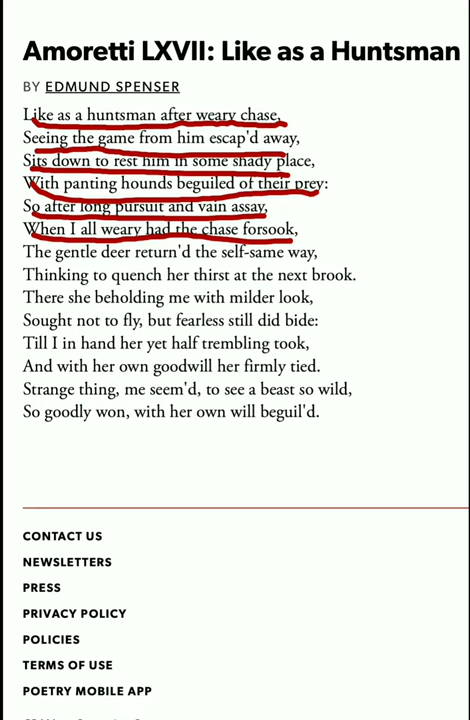 Amoretti LXVII: Like as a Huntsman
BY EDMUND SPENSER
Like as a huntsman after weary chase,
Seeing the game from him escap'd away,
Sits down to rest him in some shady place,
With panting hounds beguiled of their prey:
So after long pursuit and vain assay,
When I all weary had the chase forsook,
The gentle deer return'd the self-same way,
Thinking to quench her thirst at the next brook.
There she beholding me with milder look,
Sought not to fly, but fearless still did bide:
Till I in hand her yet half trembling took,
And with her own goodwill her firmly tied.
Strange thing, me seem'd, to see a beast so wild,
So goodly won, with her own will beguil'd.
CONTACT US
NEWSLETTERS
PRESS
PRIVACY POLICY
POLICIES
TERMS OF USE
POETRY MOBILE APP